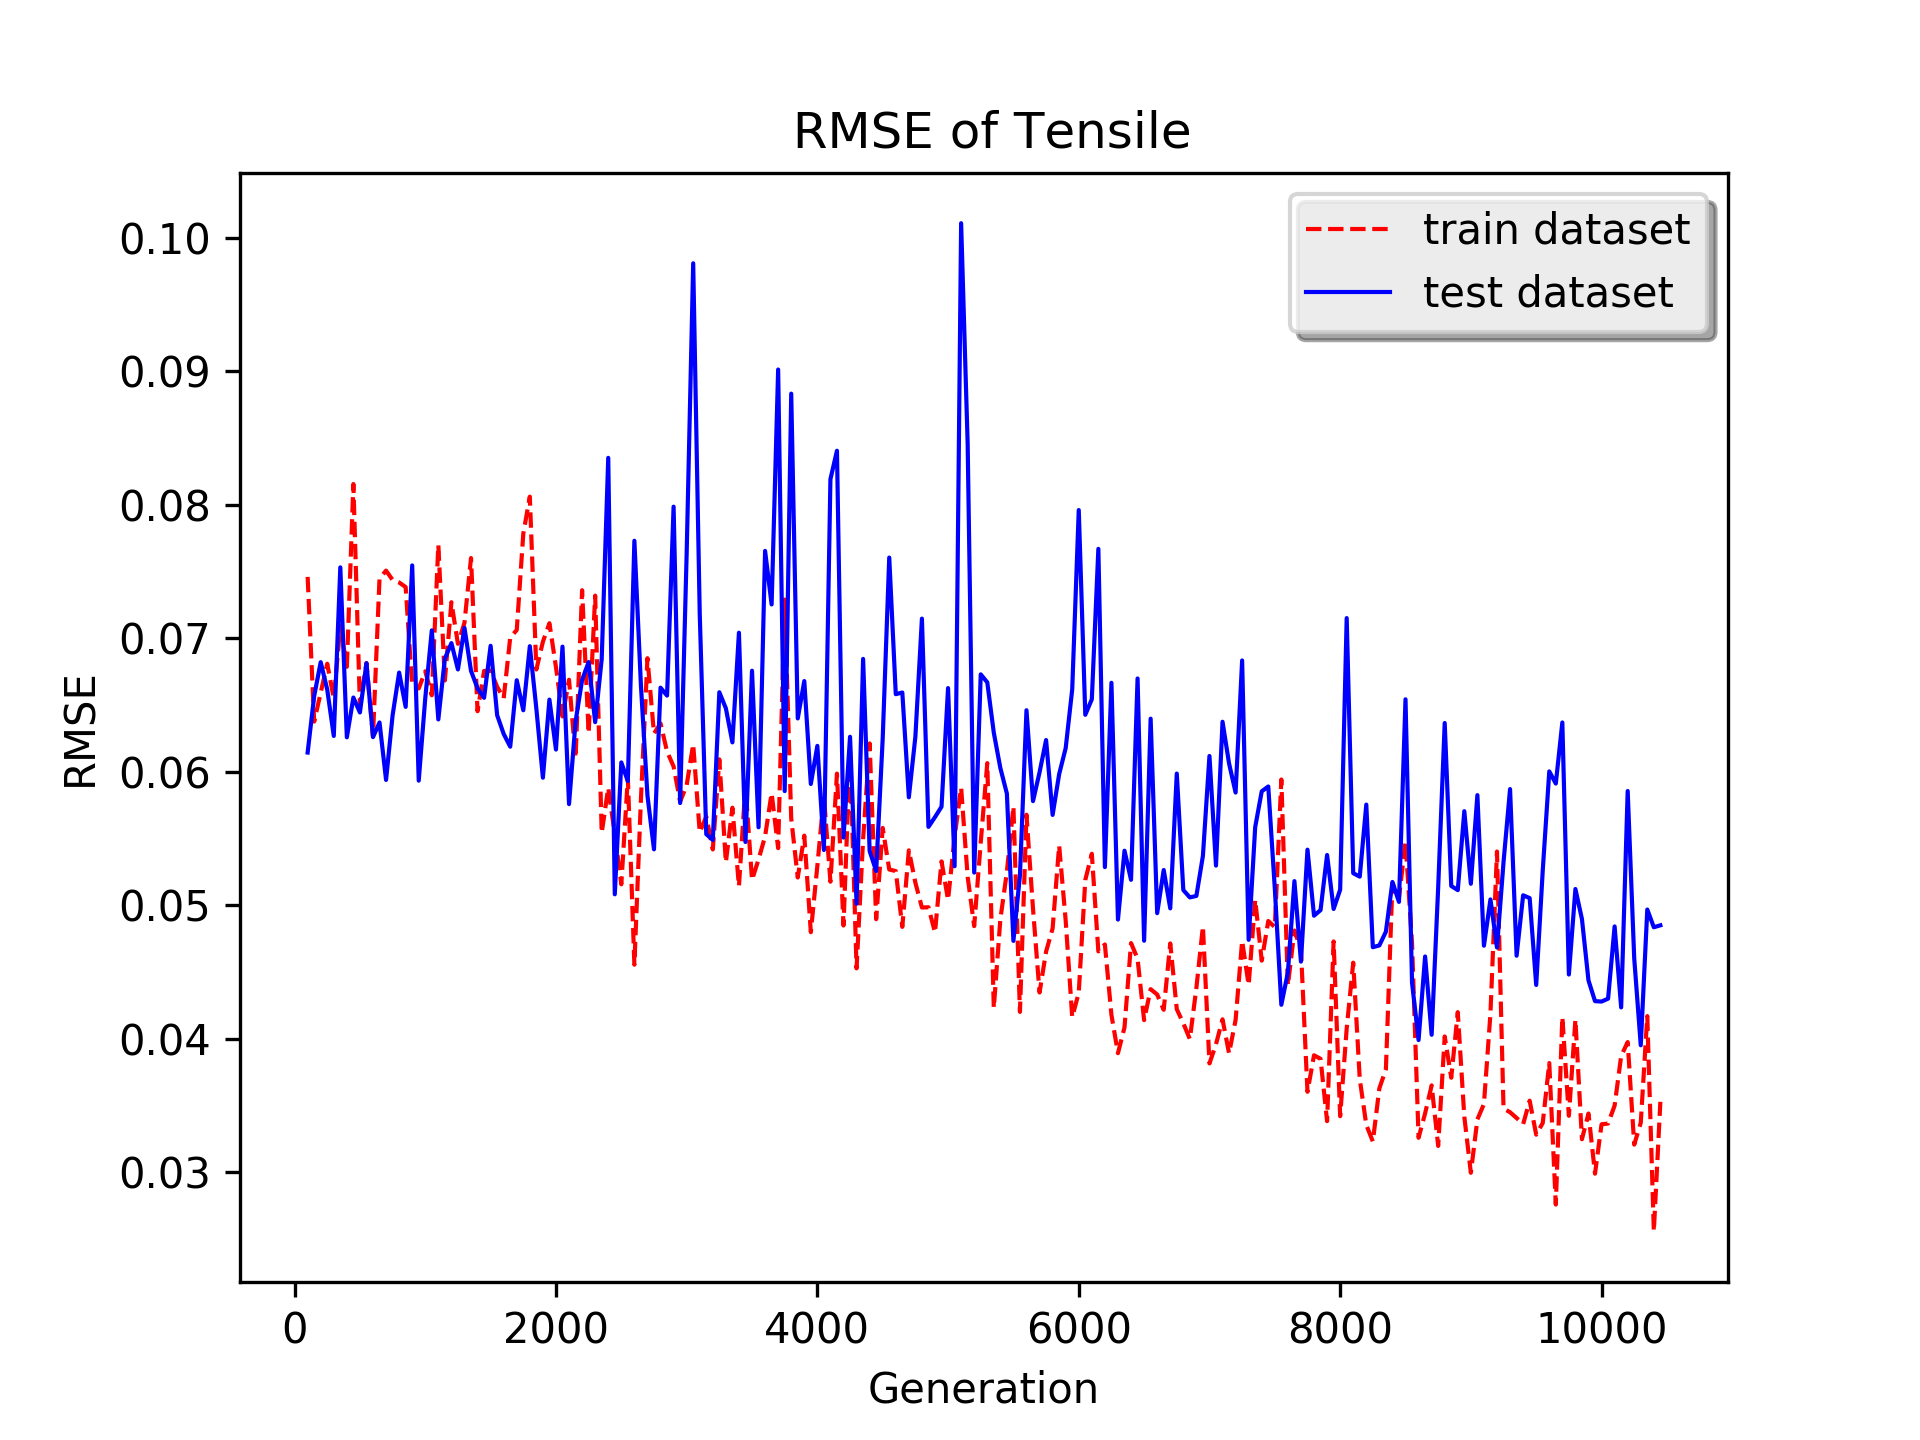 RMSE of Tensile
train dataset
test dataset
0.10
0.09
0.08
0.07
0.06
0.05
0.04
0.03
RMSE
0 2000 4000 6000 8000 10000
Generation